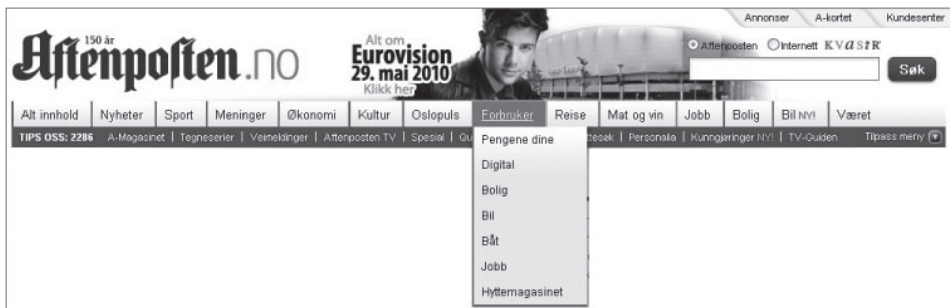 Annonser A-kortet Kundesenter
150 år
Aftenposten.no
Alt om
Eurovision
29. mai 2010
Klikk her
Aftenposten Internett KVASIR
Søk
Alt innhold Nyheter Sport Meninger Økonomi Kultur Oslopuls Forbruker Reise Mat og vin Jobb Bolig Bil NY! Været
TIPS OSS: 2286 A-Magasinet | Tegneserier | Veimeldinger | Aftenposten TV | Spesial | | Personalia | Kunngjøringer NY! | TV-Guiden Tilpass meny
Pengene dine
Digital
Bolig
Bil
Båt
Jobb
Hyttemagasinet